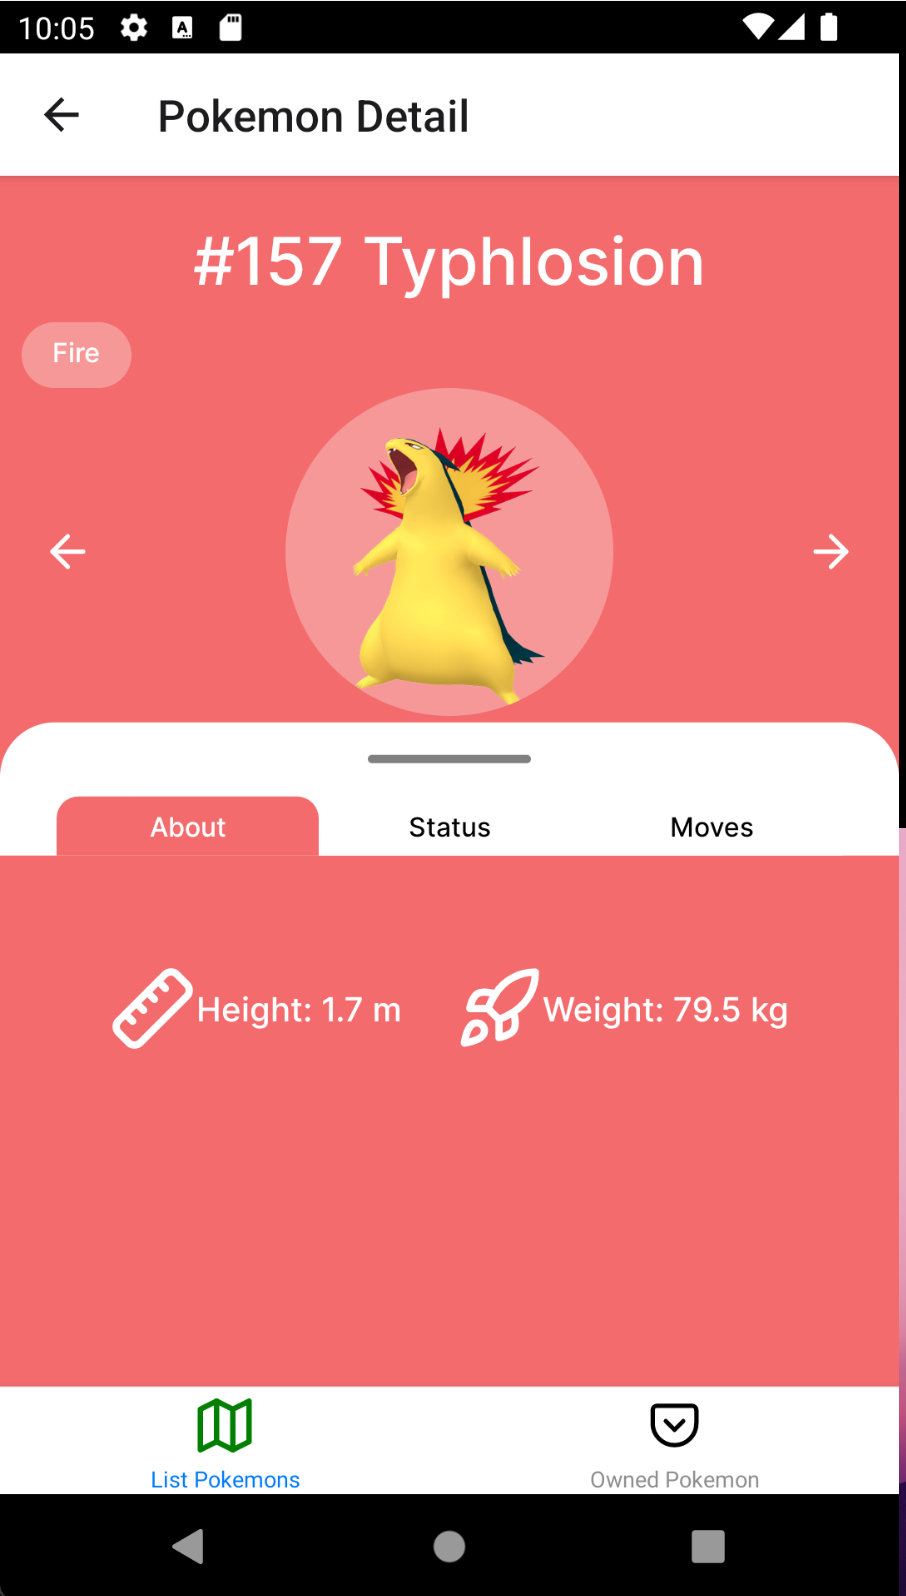 10:05
Pokemon Detail
#157 Typhlosion
Fire
About Status Moves
Height: 1.7 m Weight: 79.5 kg
List Pokemons Owned Pokemon